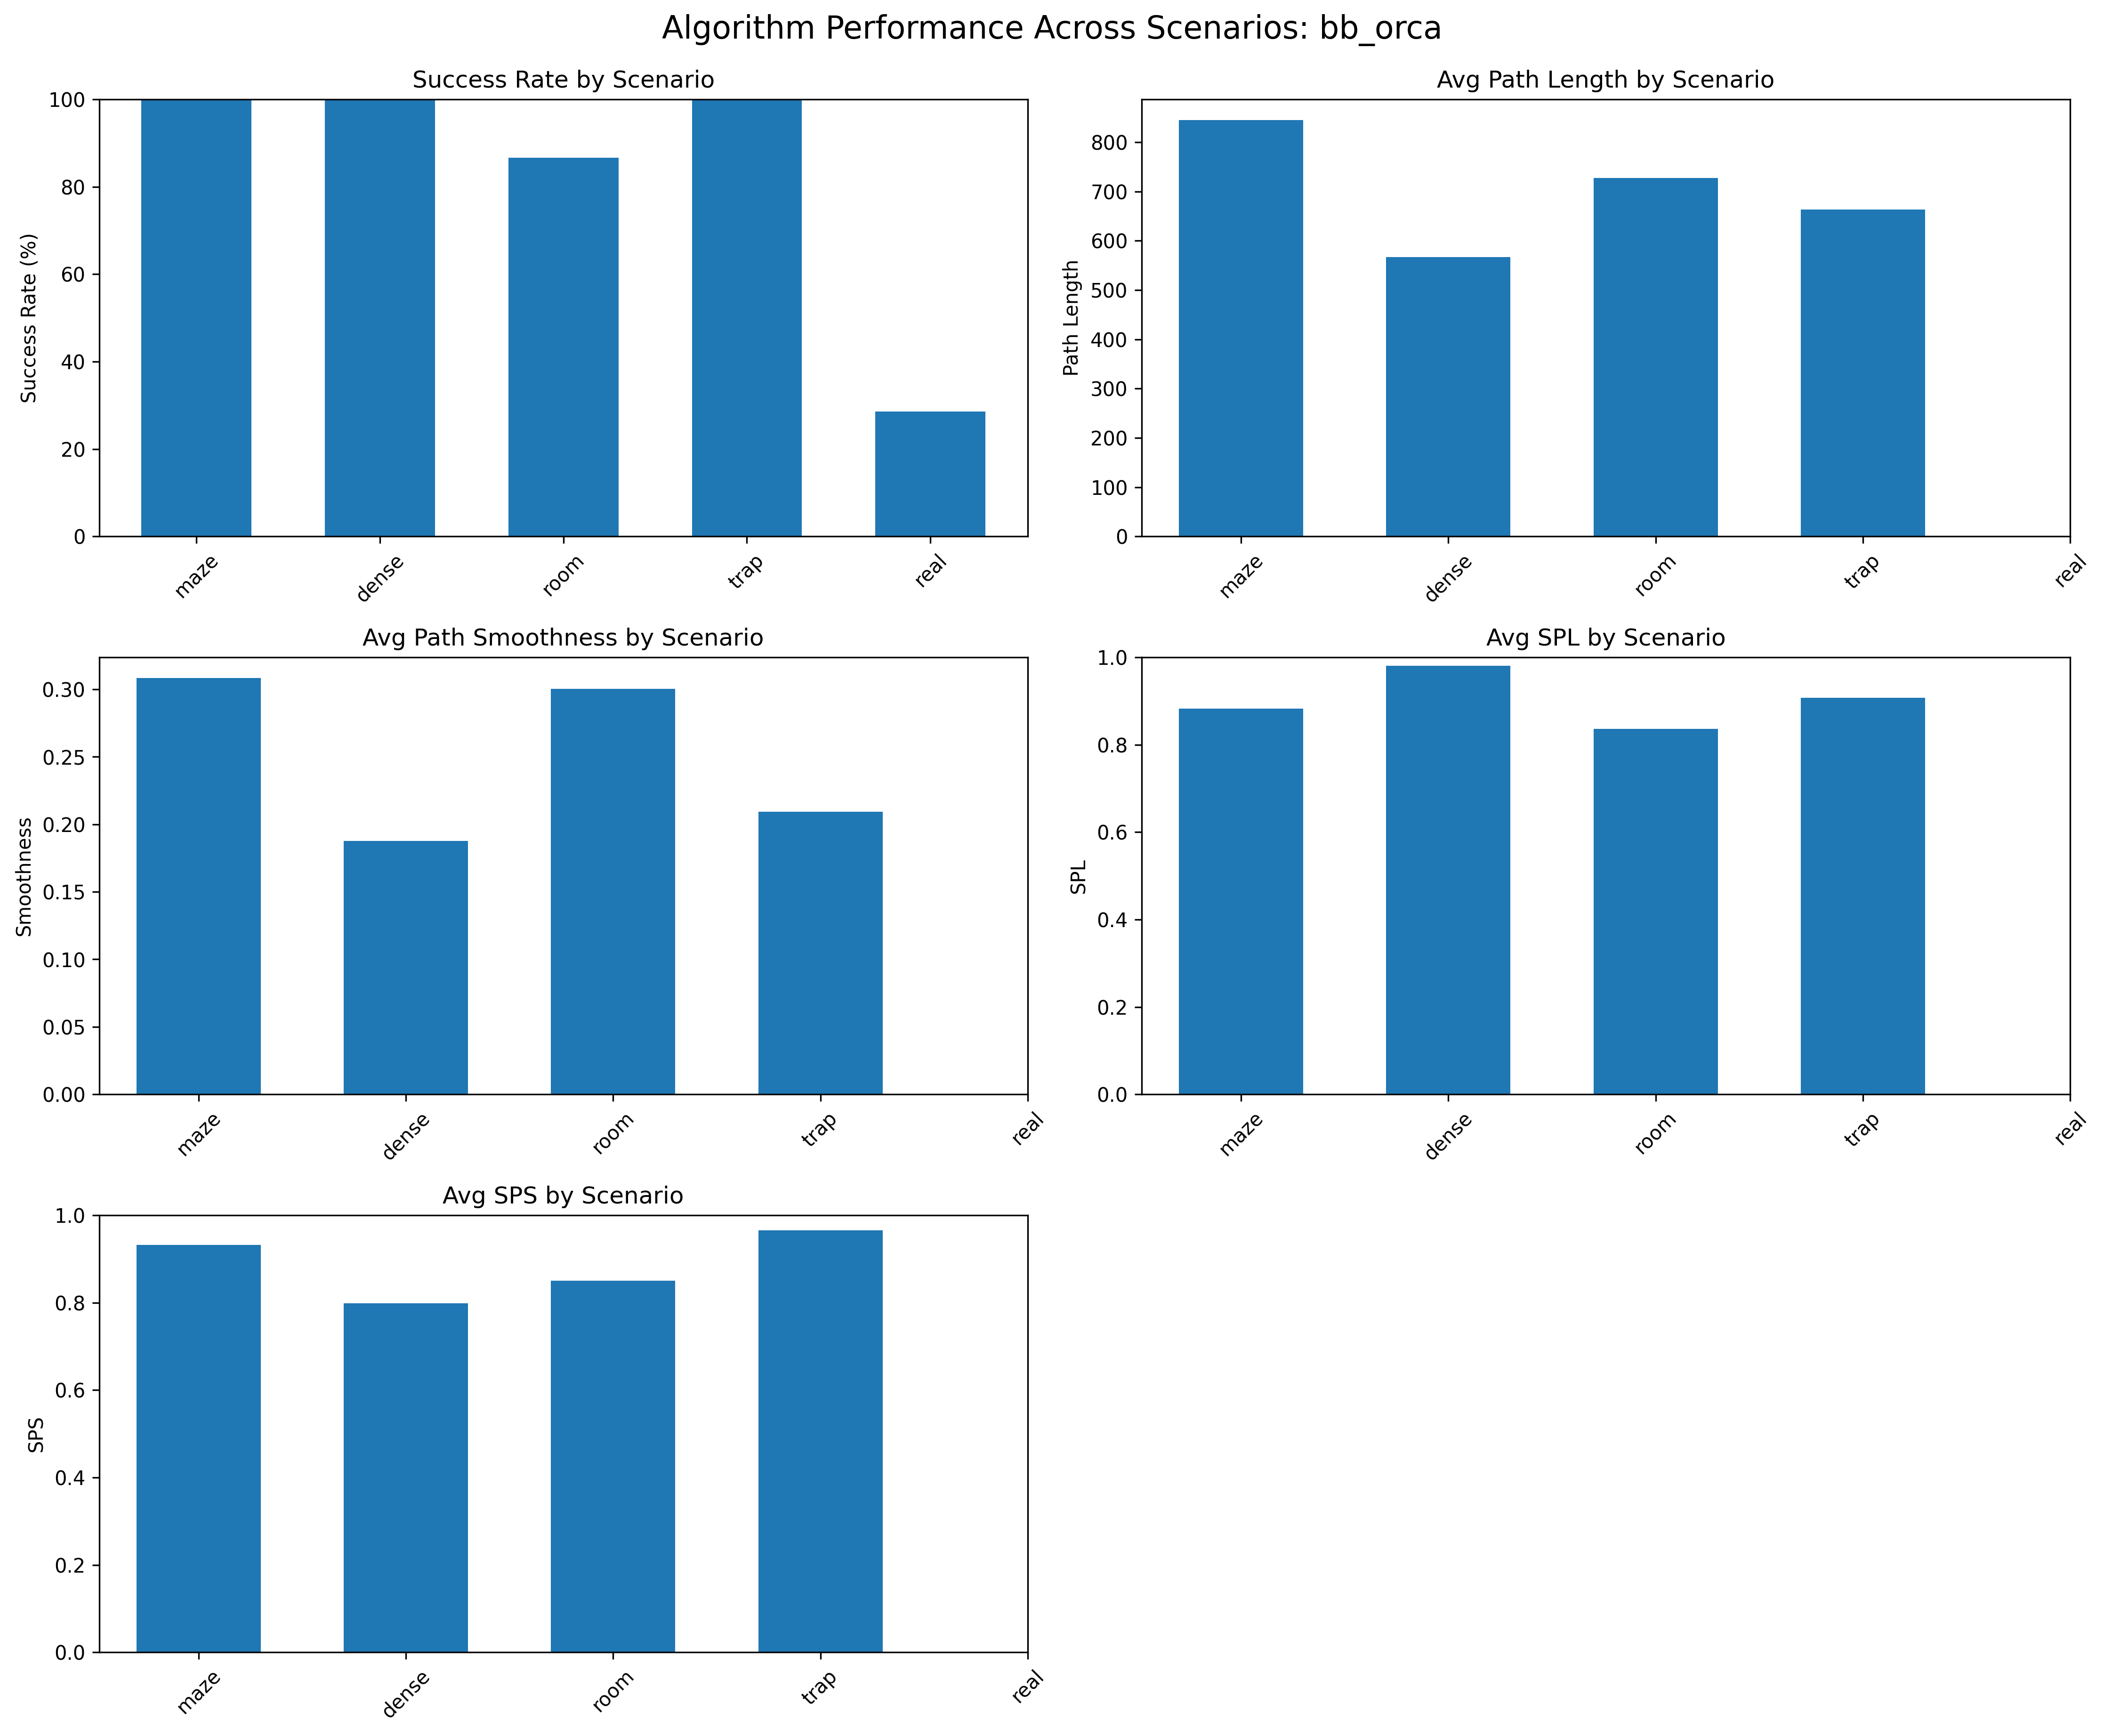 Algorithm Performance Across Scenarios: bb_orca
Success Rate by Scenario
Success Rate (%)
100
80
60
40
20
0
maze dense room trap real
Avg Path Length by Scenario
Path Length
800
700
600
500
400
300
200
100
0
maze dense room trap real
Avg Path Smoothness by Scenario
Smoothness
0.30
0.25
0.20
0.15
0.10
0.05
0.00
maze dense room trap real
Avg SPL by Scenario
SPL
1.0
0.8
0.6
0.4
0.2
0.0
maze dense room trap real
Avg SPS by Scenario
SPS
1.0
0.8
0.6
0.4
0.2
0.0
maze dense room trap real